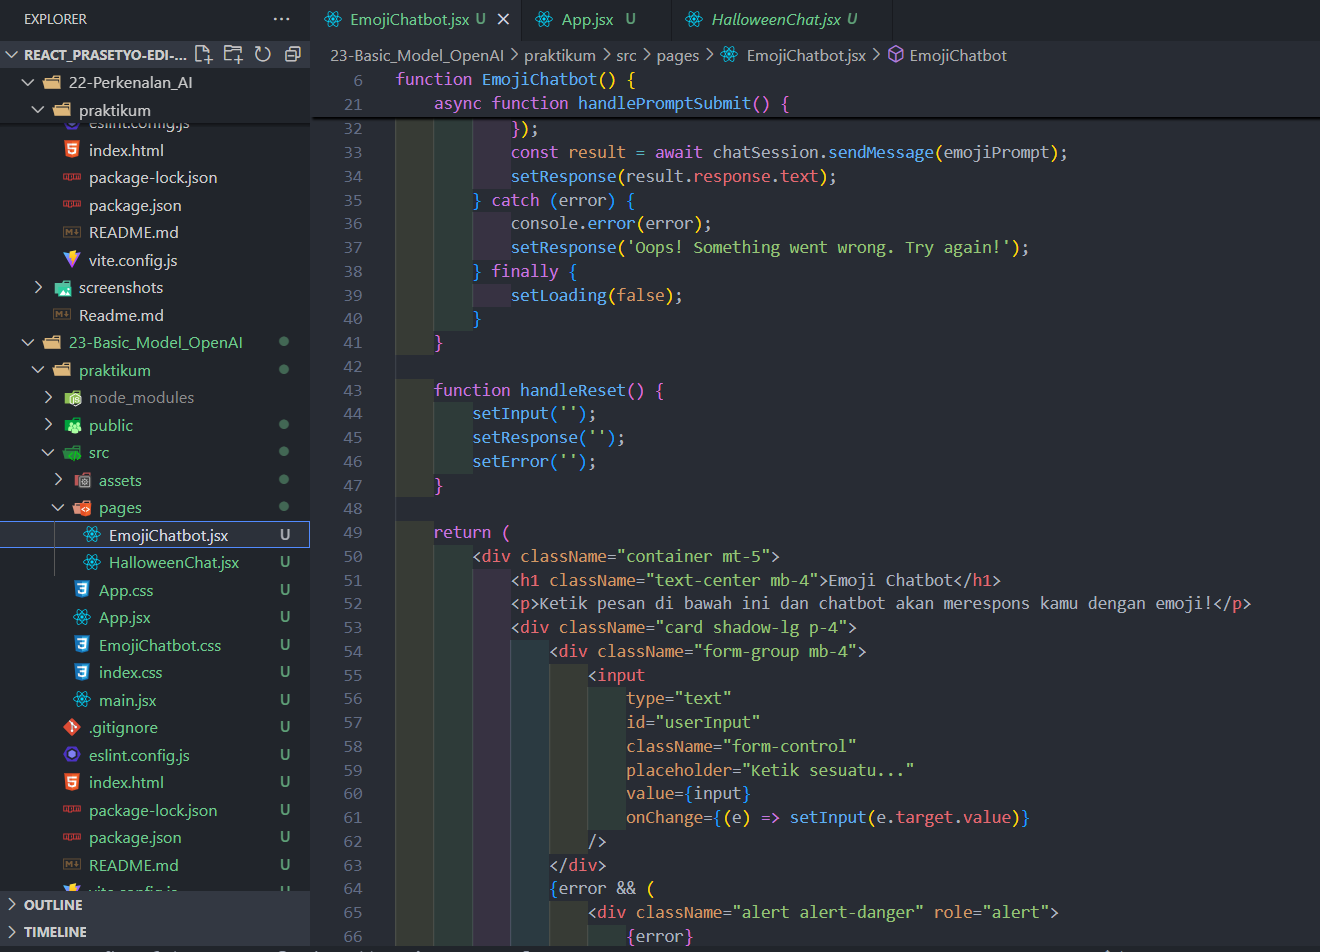 EXPLORER
REACT_PRASETYO-EDI-...
22-Perkenalan_AI
praktikum
eslint.config.js
index.html
package-lock.json
package.json
README.md
vite.config.js
screenshots
Readme.md
23-Basic_Model_OpenAI
praktikum
node_modules
public
src
assets
pages
EmojiChatbot.jsx U
HalloweenChat.jsx U
App.css U
App.jsx U
EmojiChatbot.css U
index.css U
main.jsx U
.gitignore U
eslint.config.js U
index.html U
package-lock.json U
package.json U
README.md U
vite.config.js U
OUTLINE
TIMELINE
EmojiChatbot.jsx U
App.jsx U
HalloweenChat.jsx U
23-Basic_Model_OpenAI > praktikum > src > pages > EmojiChatbot.jsx > EmojiChatbot
6 function EmojiChatbot() {
21 async function handlePromptSubmit() {
32 });
33 const result = await chatSession.sendMessage(emojiPrompt);
34 setResponse(result.response.text);
35 } catch (error) {
36 console.error(error);
37 setResponse('Oops! Something went wrong. Try again!');
38 } finally {
39 setLoading(false);
40 }
41 }
42
43 function handleReset() {
44 setInput('');
45 setResponse('');
46 setError('');
47 }
48
49 return (
50 <div className="container mt-5">
51 <h1 className="text-center mb-4">Emoji Chatbot</h1>
52 <p>Ketik pesan di bawah ini dan chatbot akan merespons kamu dengan emoji!</p>
53 <div className="card shadow-lg p-4">
54 <div className="form-group mb-4">
55 <input
56 type="text"
57 id="userInput"
58 className="form-control"
59 placeholder="Ketik sesuatu..."
60 value={input}
61 onChange={(e) => setInput(e.target.value)}
62 />
63 </div>
64 {error && (
65 <div className="alert alert-danger" role="alert">
66 {error}